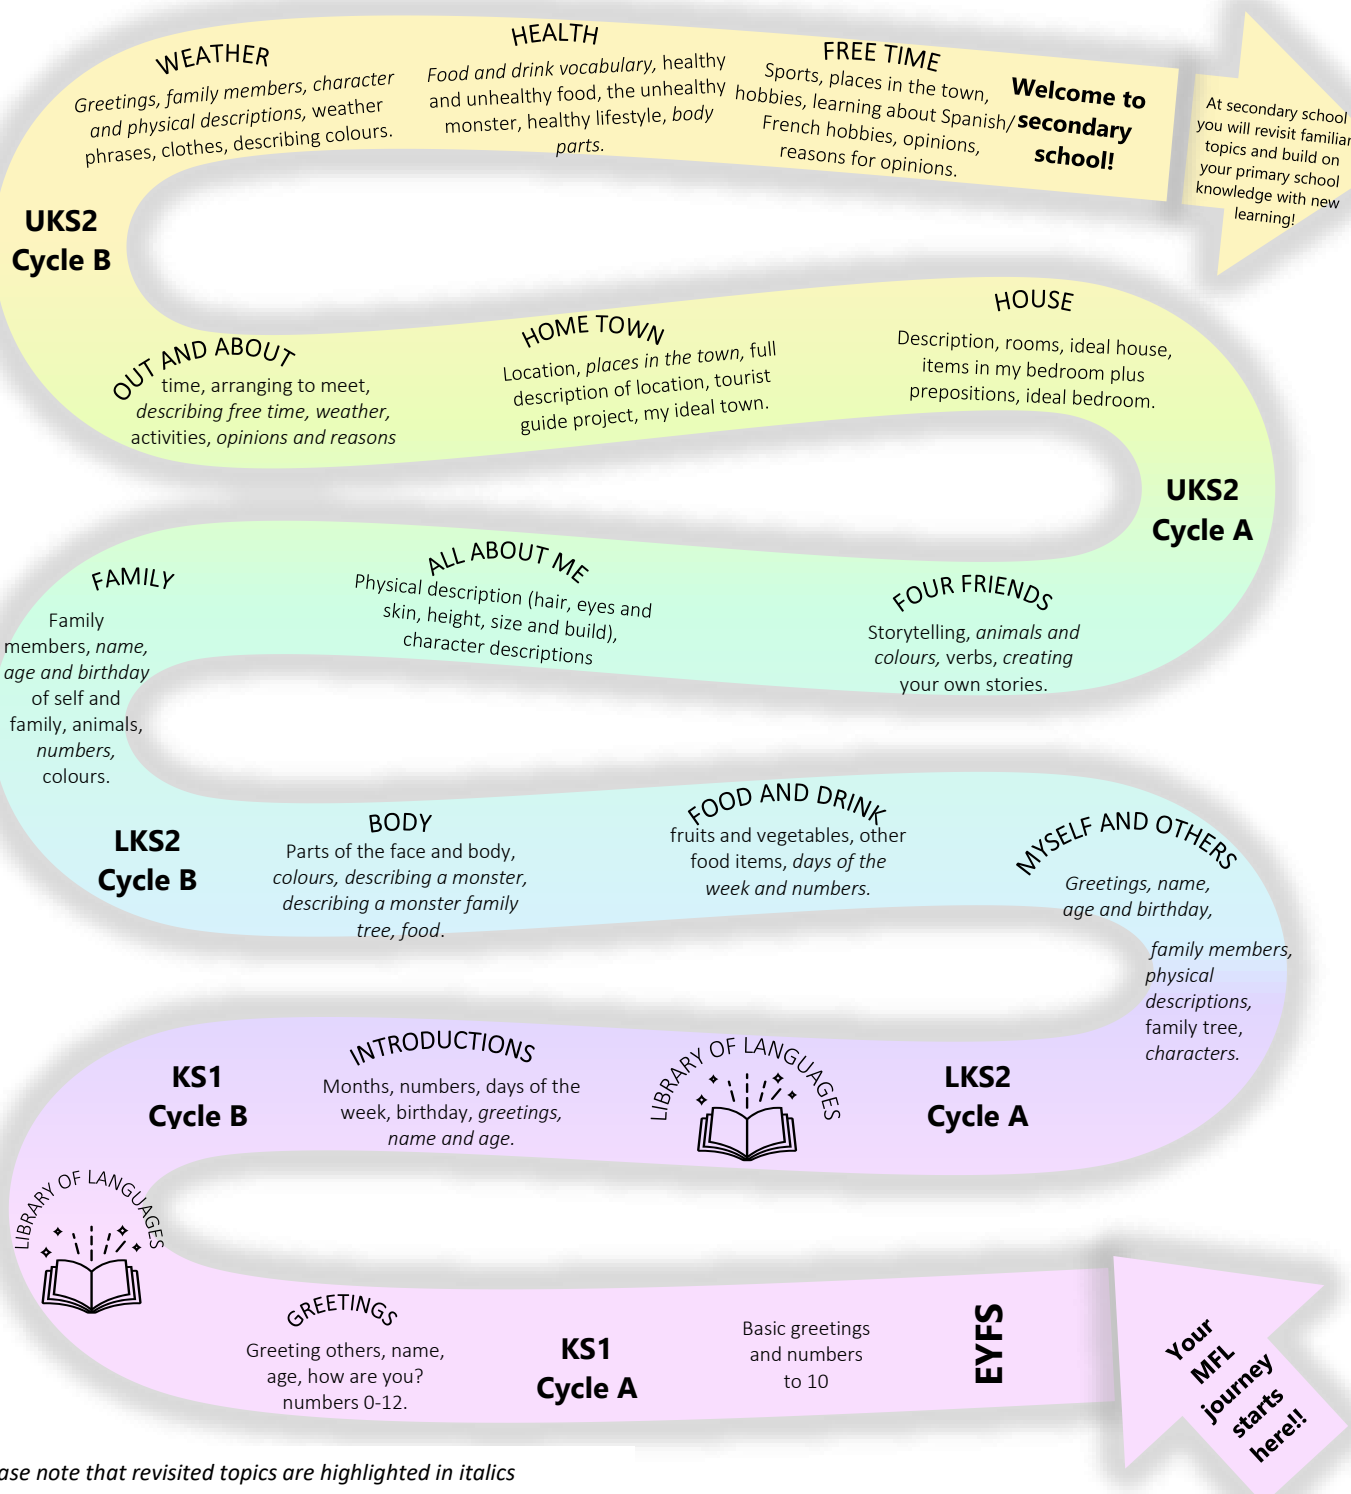 WEATHER
Greetings, family members, character
and physical descriptions, weather
phrases, clothes, describing colours.
HEALTH
Food and drink vocabulary, healthy
and unhealthy food, the unhealthy
monster, healthy lifestyle, body
parts.
FREE TIME
Sports, places in the town,
hobbies, learning about Spanish/
French hobbies, opinions,
reasons for opinions.
Welcome to
secondary
school!
At secondary school
you will revisit familiar
topics and build on
your primary school
knowledge with new
learning!
UKS2
Cycle B
OUT AND ABOUT
time, arranging to meet,
describing free time, weather,
activities, opinions and reasons
HOME TOWN
Location, places in the town, full
description of location, tourist
guide project, my ideal town.
HOUSE
Description, rooms, ideal house,
items in my bedroom plus
prepositions, ideal bedroom.
UKS2
Cycle A
FAMILY
Family
members, name,
age and birthday
of self and
family, animals,
numbers,
colours.
ALL ABOUT ME
Physical description (hair, eyes and
skin, height, size and build),
character descriptions
FOUR FRIENDS
Storytelling, animals and
colours, verbs, creating
your own stories.
LKS2
Cycle B
BODY
Parts of the face and body,
colours, describing a monster,
describing a monster family
tree, food.
FOOD AND DRINK
fruits and vegetables, other
food items, days of the
week and numbers.
MYSELF AND OTHERS
Greetings, name,
age and birthday,
family members,
physical
descriptions,
family tree,
characters.
KS1
Cycle B
INTRODUCTIONS
Months, numbers, days of the
week, birthday, greetings,
name and age.
LIBRARY OF LANGUAGES
LKS2
Cycle A
LIBRARY OF LANGUAGES
GREETINGS
Greeting others, name,
age, how are you?
numbers 0-12.
KS1
Cycle A
Basic greetings
and numbers
to 10
EYFS
Your
MFL
journey
starts
here!!
ase note that revisited topics are highlighted in italics